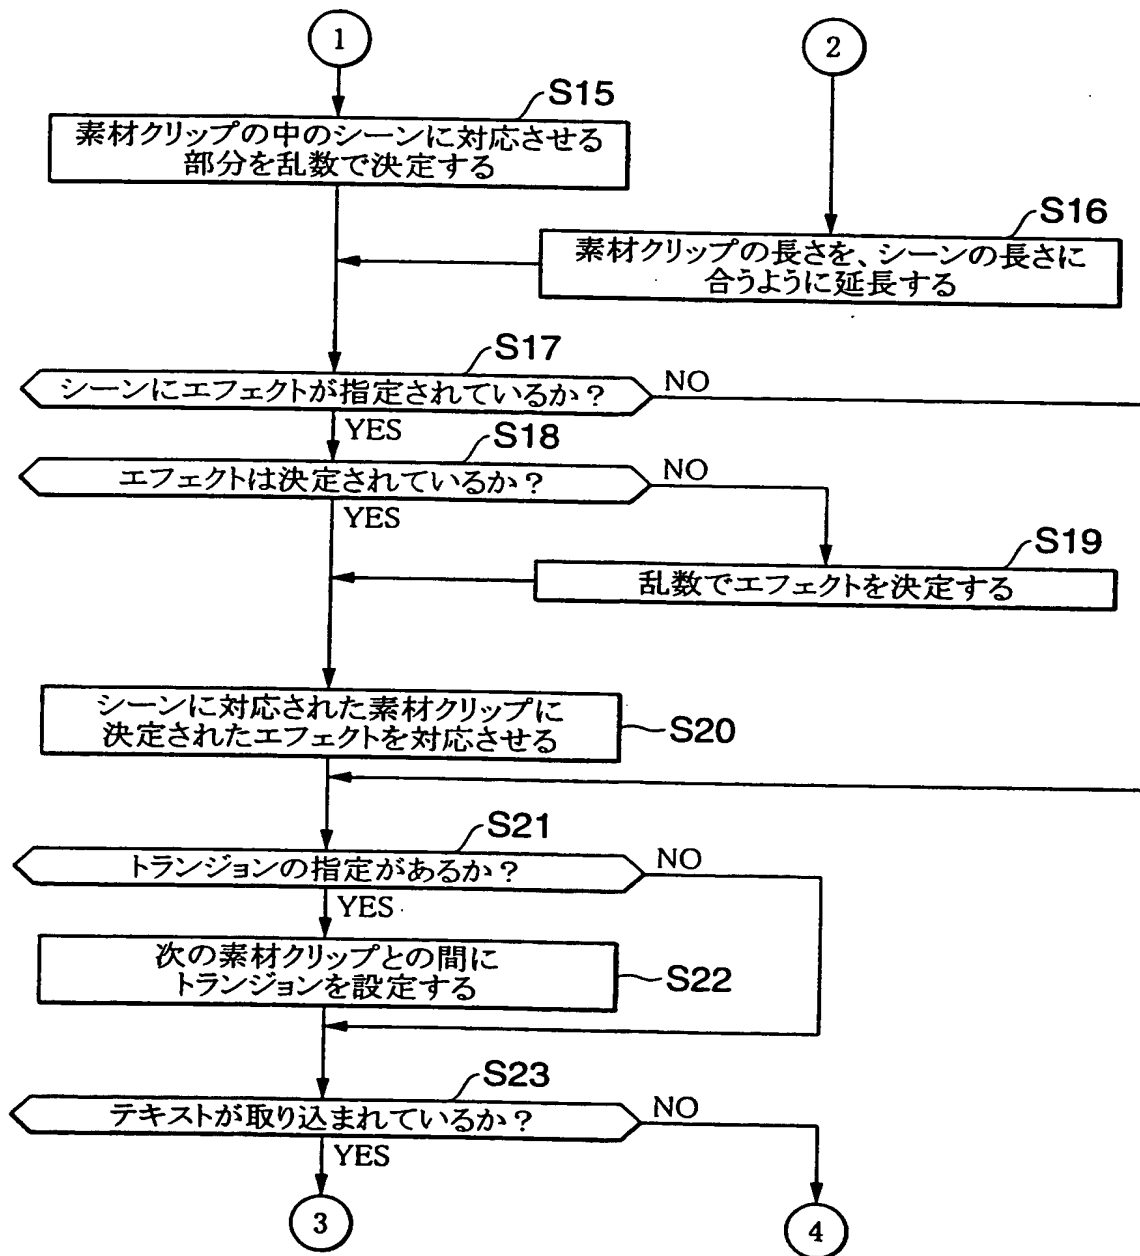 1
2
S15
素材クリップの中のシーンに対応させる
部分を乱数で決定する
S16
素材クリップの長さを、シーンの長さに
合うように延長する
S17
シーンにエフェクトが指定されているか?
NO
YES
S18
エフェクトは決定されているか?
NO
YES
S19
乱数でエフェクトを決定する
シーンに対応された素材クリップに
決定されたエフェクトを対応させる
S20
S21
トランジョンの指定があるか?
NO
YES
次の素材クリップとの間に
トランジョンを設定する
S22
S23
テキストが取り込まれているか?
NO
YES
3
4